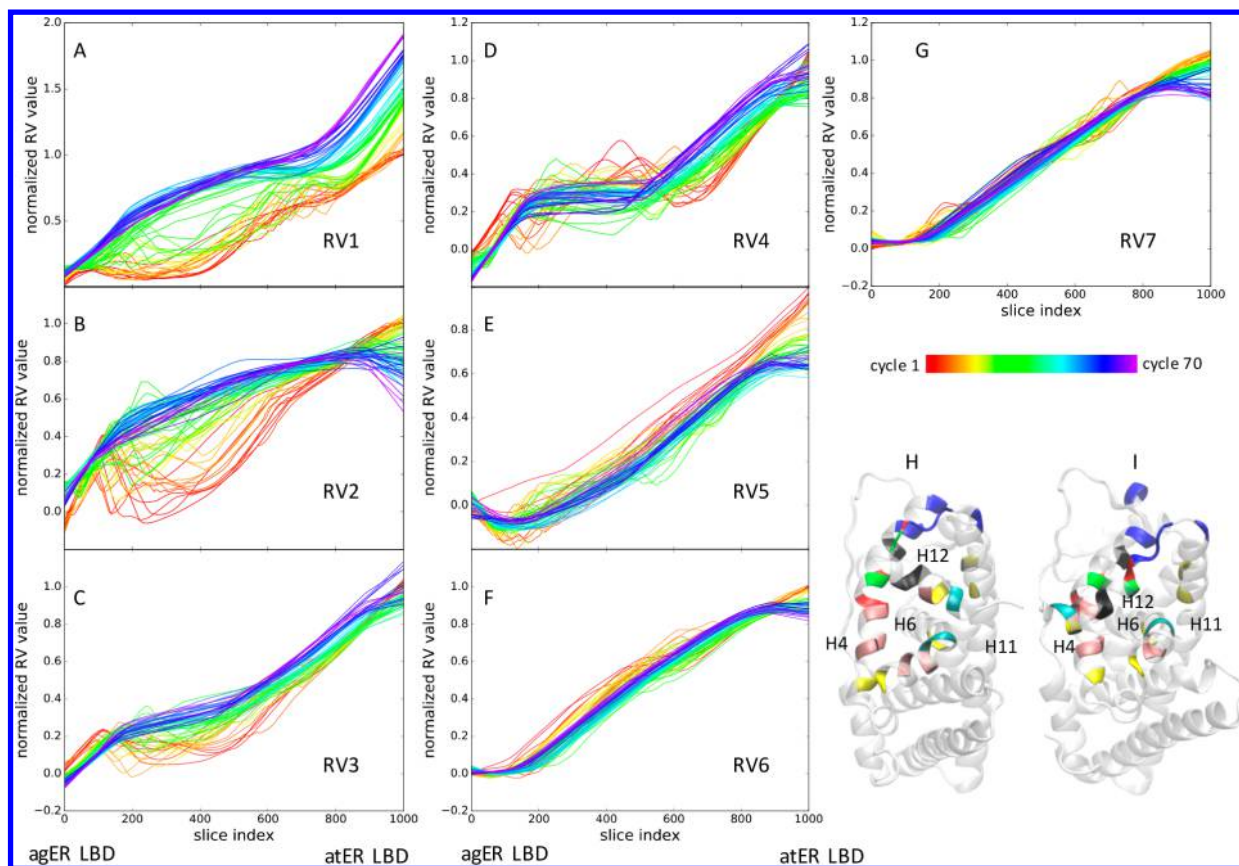 A
2.0
1.5
1.0
0.5
normalized RV value
RV1
B
1.0
0.8
0.6
0.4
0.2
0.0
normalized RV value
RV2
C
1.0
0.8
0.6
0.4
0.2
0.0
−0.2
normalized RV value
RV3
0 200 400 600 800 1000
slice index
agER LBD atER LBD
D
1.0
0.8
0.6
0.4
0.2
0.0
normalized RV value
RV4
E
0.8
0.6
0.4
0.2
0.0
normalized RV value
RV5
F
1.0
0.8
0.6
0.4
0.2
0.0
−0.2
normalized RV value
RV6
0 200 400 600 800 1000
slice index
agER LBD atER LBD
G
1.2
1.0
0.8
0.6
0.4
0.2
0.0
−0.2
normalized RV value
RV7
0 200 400 600 800 1000
slice index
cycle 1 cycle 70
H
H12
H6
H4
H11
I
H12
H6
H4
H11